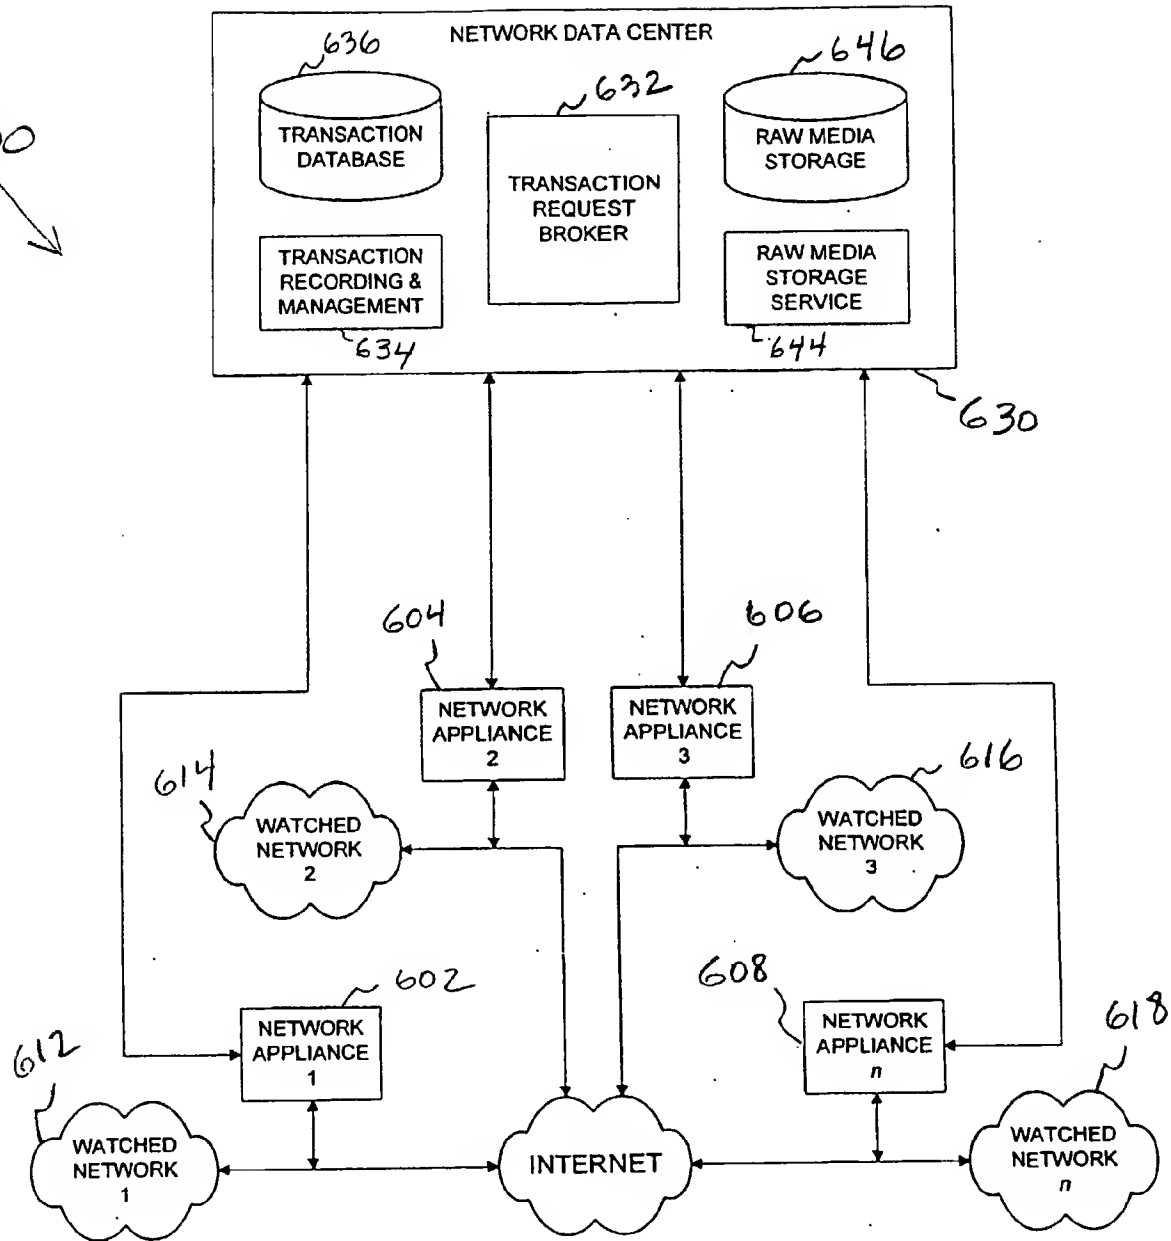 NETWORK DATA CENTER
636
646
632
TRANSACTION
DATABASE
TRANSACTION
REQUEST
BROKER
RAW MEDIA
STORAGE
TRANSACTION
RECORDING &
MANAGEMENT
RAW MEDIA
STORAGE
SERVICE
634
644
630
604
606
NETWORK
APPLIANCE
2
NETWORK
APPLIANCE
3
614
616
WATCHED
NETWORK
2
WATCHED
NETWORK
3
602
608
NETWORK
APPLIANCE
1
NETWORK
APPLIANCE
n
612
618
WATCHED
NETWORK
1
INTERNET
WATCHED
NETWORK
n